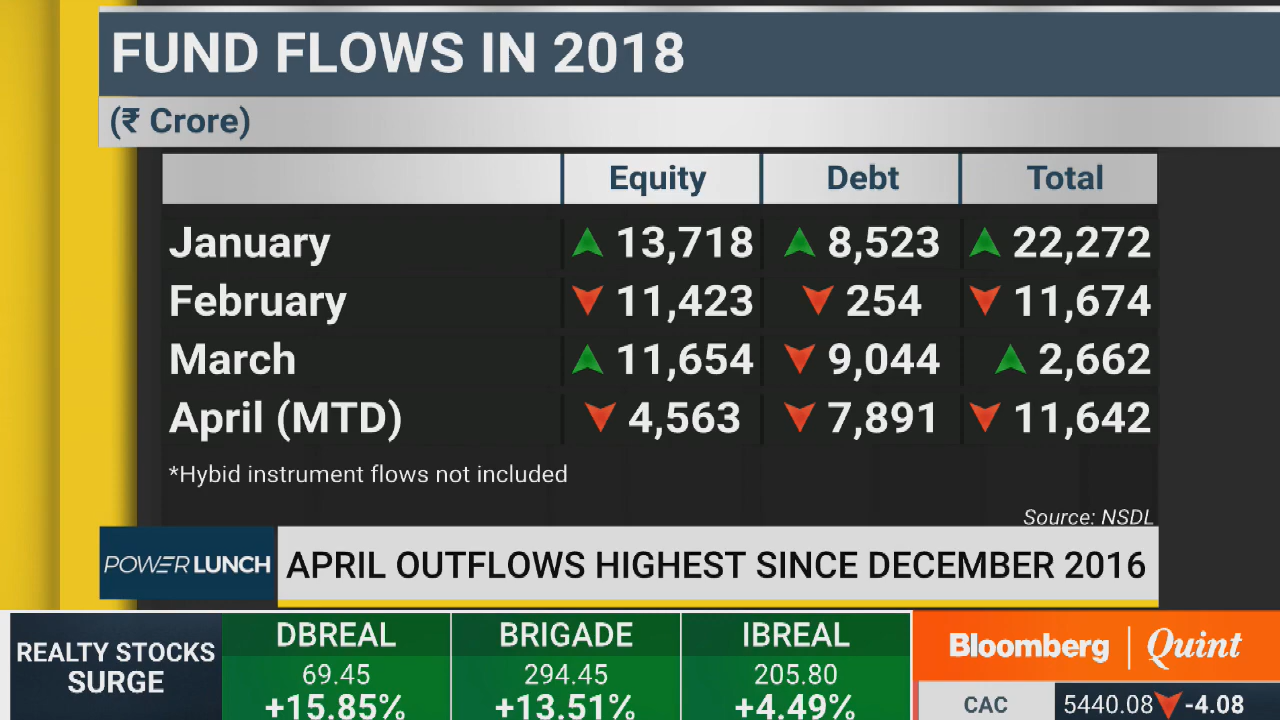 FUND FLOWS IN 2018
(₹ Crore)
Equity Debt Total
January 13,718 8,523 22,272
February 11,423 254 11,674
March 11,654 9,044 2,662
April (MTD) 4,563 7,891 11,642
*Hybid instrument flows not included
Source: NSDL
POWER LUNCH APRIL OUTFLOWS HIGHEST SINCE DECEMBER 2016
REALTY STOCKS SURGE
DBREAL BRIGADE IBREAL
69.45 294.45 205.80
+15.85% +13.51% +4.49%
Bloomberg | Quint
CAC 5440.08 -4.08